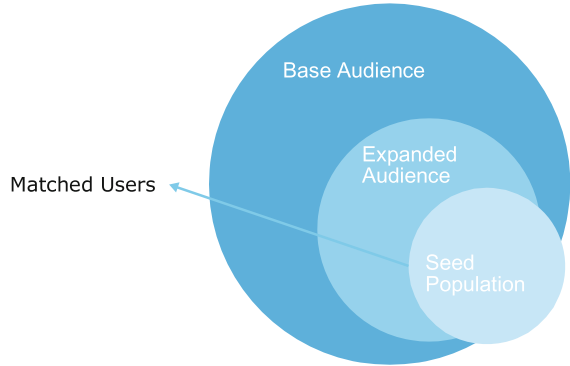 Base Audience
Expanded
Audience
Matched Users
Seed
Population